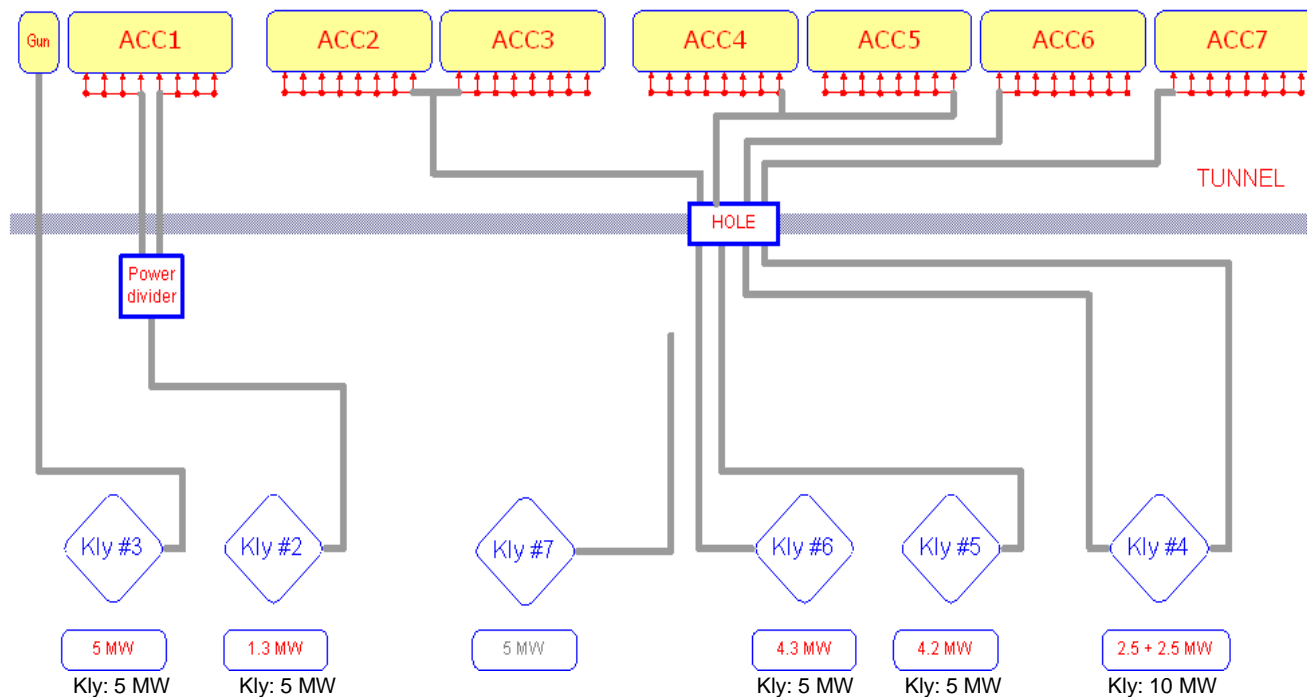 Gun
ACC1
ACC2
ACC3
ACC4
ACC5
ACC6
ACC7
TUNNEL
HOLE
Power
divider
Kly #3
Kly #2
Kly #7
Kly #6
Kly #5
Kly #4
5 MW
1.3 MW
5 MW
4.3 MW
4.2 MW
2.5 + 2.5 MW
Kly: 5 MW
Kly: 5 MW
Kly: 5 MW
Kly: 5 MW
Kly: 10 MW